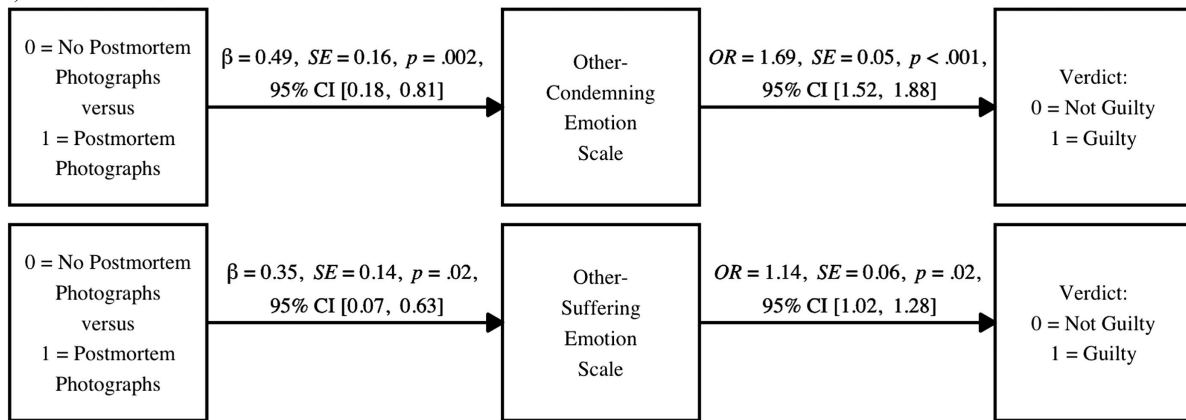 0 = No Postmortem
Photographs
versus
1 = Postmortem
Photographs
β = 0.49, SE = 0.16, p = .002,
95% CI [0.18, 0.81]
Other-
Condemning
Emotion
Scale
OR = 1.69, SE = 0.05, p < .001,
95% CI [1.52, 1.88]
Verdict:
0 = Not Guilty
1 = Guilty
0 = No Postmortem
Photographs
versus
1 = Postmortem
Photographs
β = 0.35, SE = 0.14, p = .02,
95% CI [0.07, 0.63]
Other-
Suffering
Emotion
Scale
OR = 1.14, SE = 0.06, p = .02,
95% CI [1.02, 1.28]
Verdict:
0 = Not Guilty
1 = Guilty